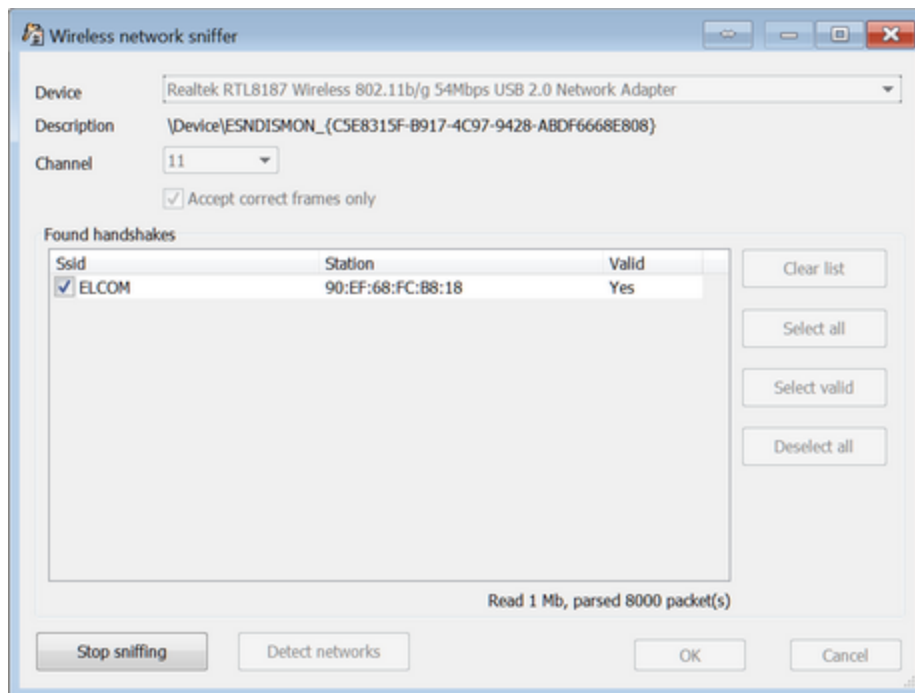 Wireless network sniffer
Device Realtek RTL8187 Wireless 802.11b/g 54Mbps USB 2.0 Network Adapter
Description \Device\ESNDISMON_{C5E8315F-B917-4C97-9428-ABDF6668E808}
Channel 11
Accept correct frames only
Found handshakes
Ssid Station Valid
ELCOM 90:EF:68:FC:B8:18 Yes
Clear list
Select all
Select valid
Deselect all
Read 1 Mb, parsed 8000 packet(s)
Stop sniffing Detect networks OK Cancel